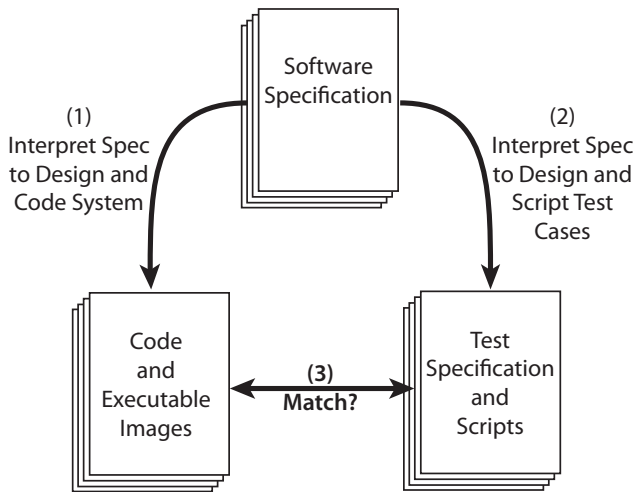 Software
Specification
(1)
Interpret Spec
to Design and
Code System
(2)
Interpret Spec
to Design and
Script Test
Cases
Code
and
Executable
Images
(3)
Match?
Test
Specification
and
Scripts